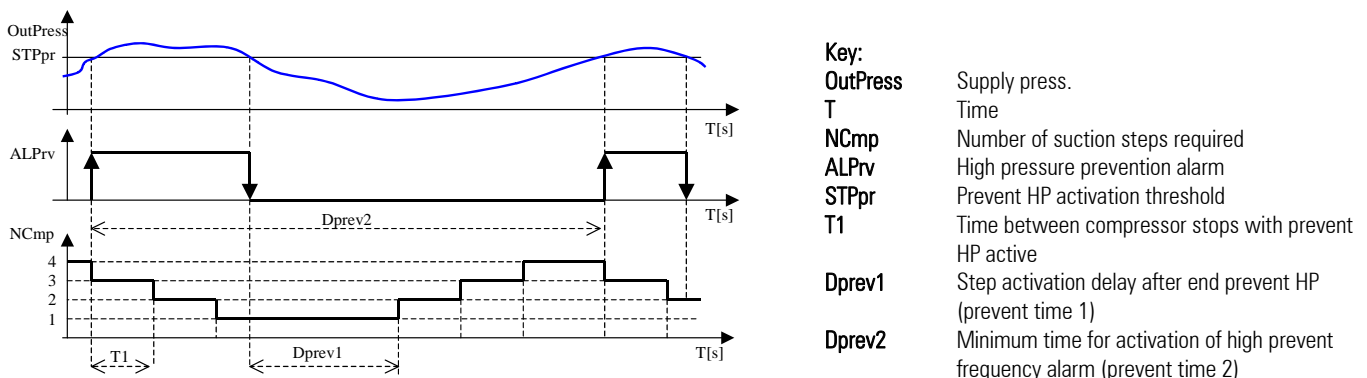 OutPress
STPpr
T[s]
ALPrv
T[s]
Dprev2
NCmp
4
3
2
1
T[s]
T1
Dprev1
Key:
OutPress Supply press.
T Time
NCmp Number of suction steps required
ALPrv High pressure prevention alarm
STPpr Prevent HP activation threshold
T1 Time between compressor stops with prevent
HP active
Dprev1 Step activation delay after end prevent HP
(prevent time 1)
Dprev2 Minimum time for activation of high prevent
frequency alarm (prevent time 2)